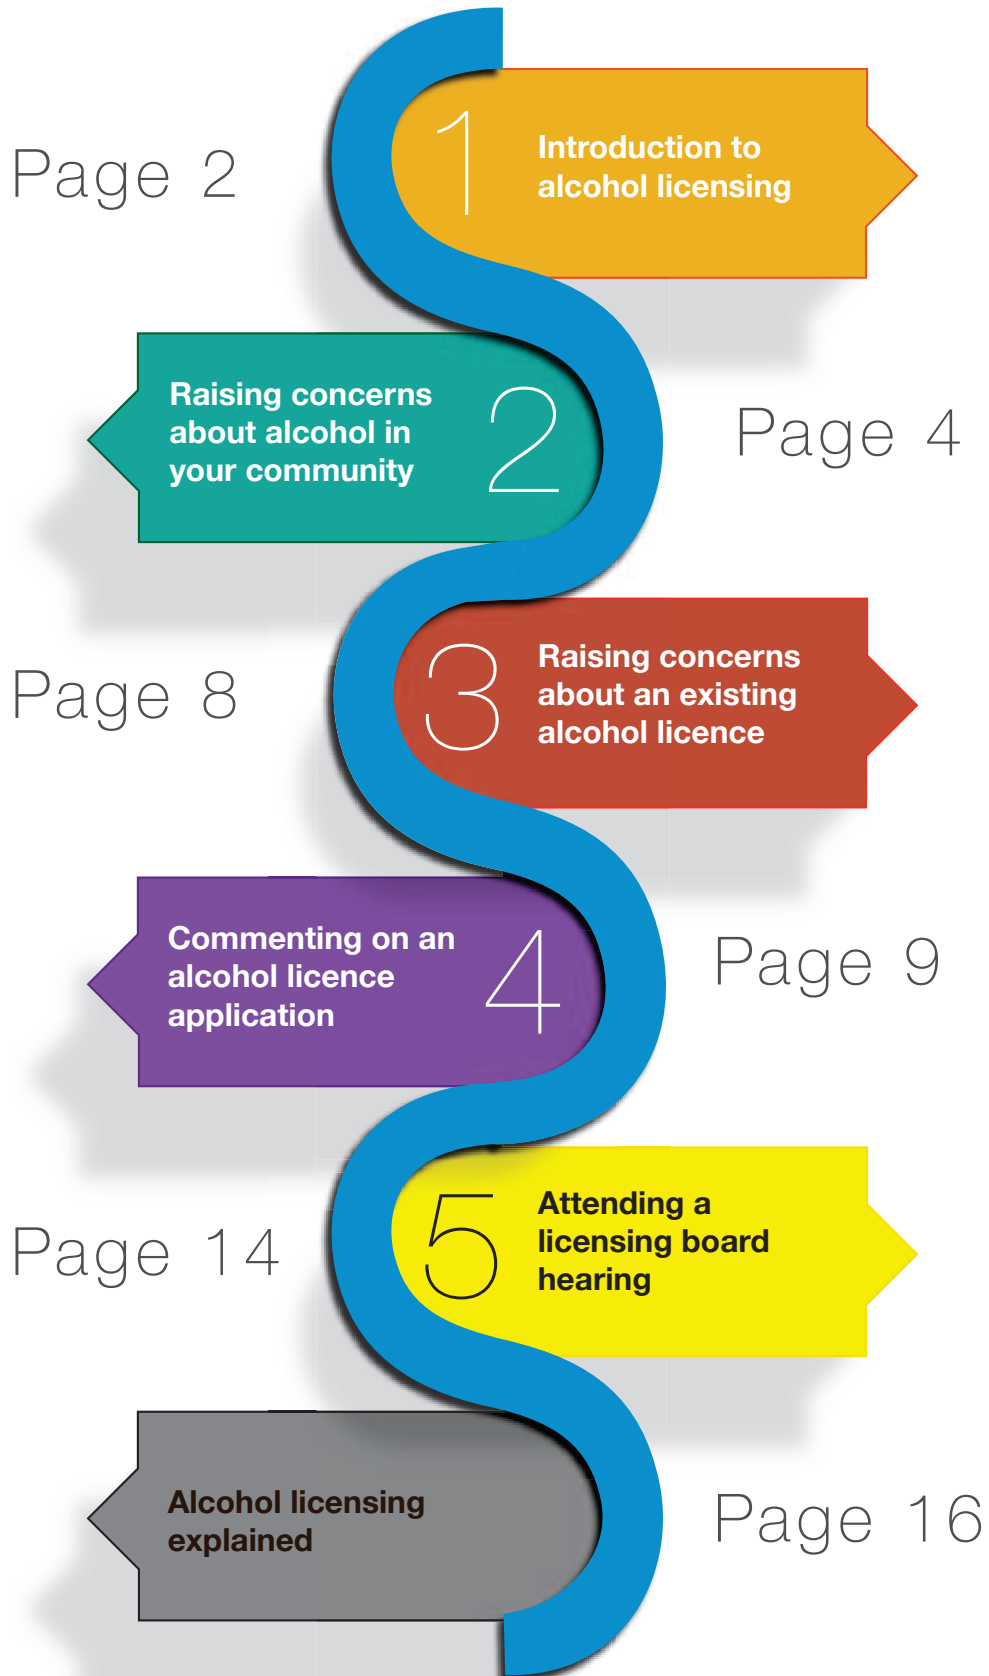 Page 2
1
Introduction to
alcohol licensing
Raising concerns
about alcohol in
your community
2
Page 4
Page 8
3
Raising concerns
about an existing
alcohol licence
Commenting on an
alcohol licence
application
4
Page 9
Page 14
5
Attending a
licensing board
hearing
Alcohol licensing
explained
Page 16